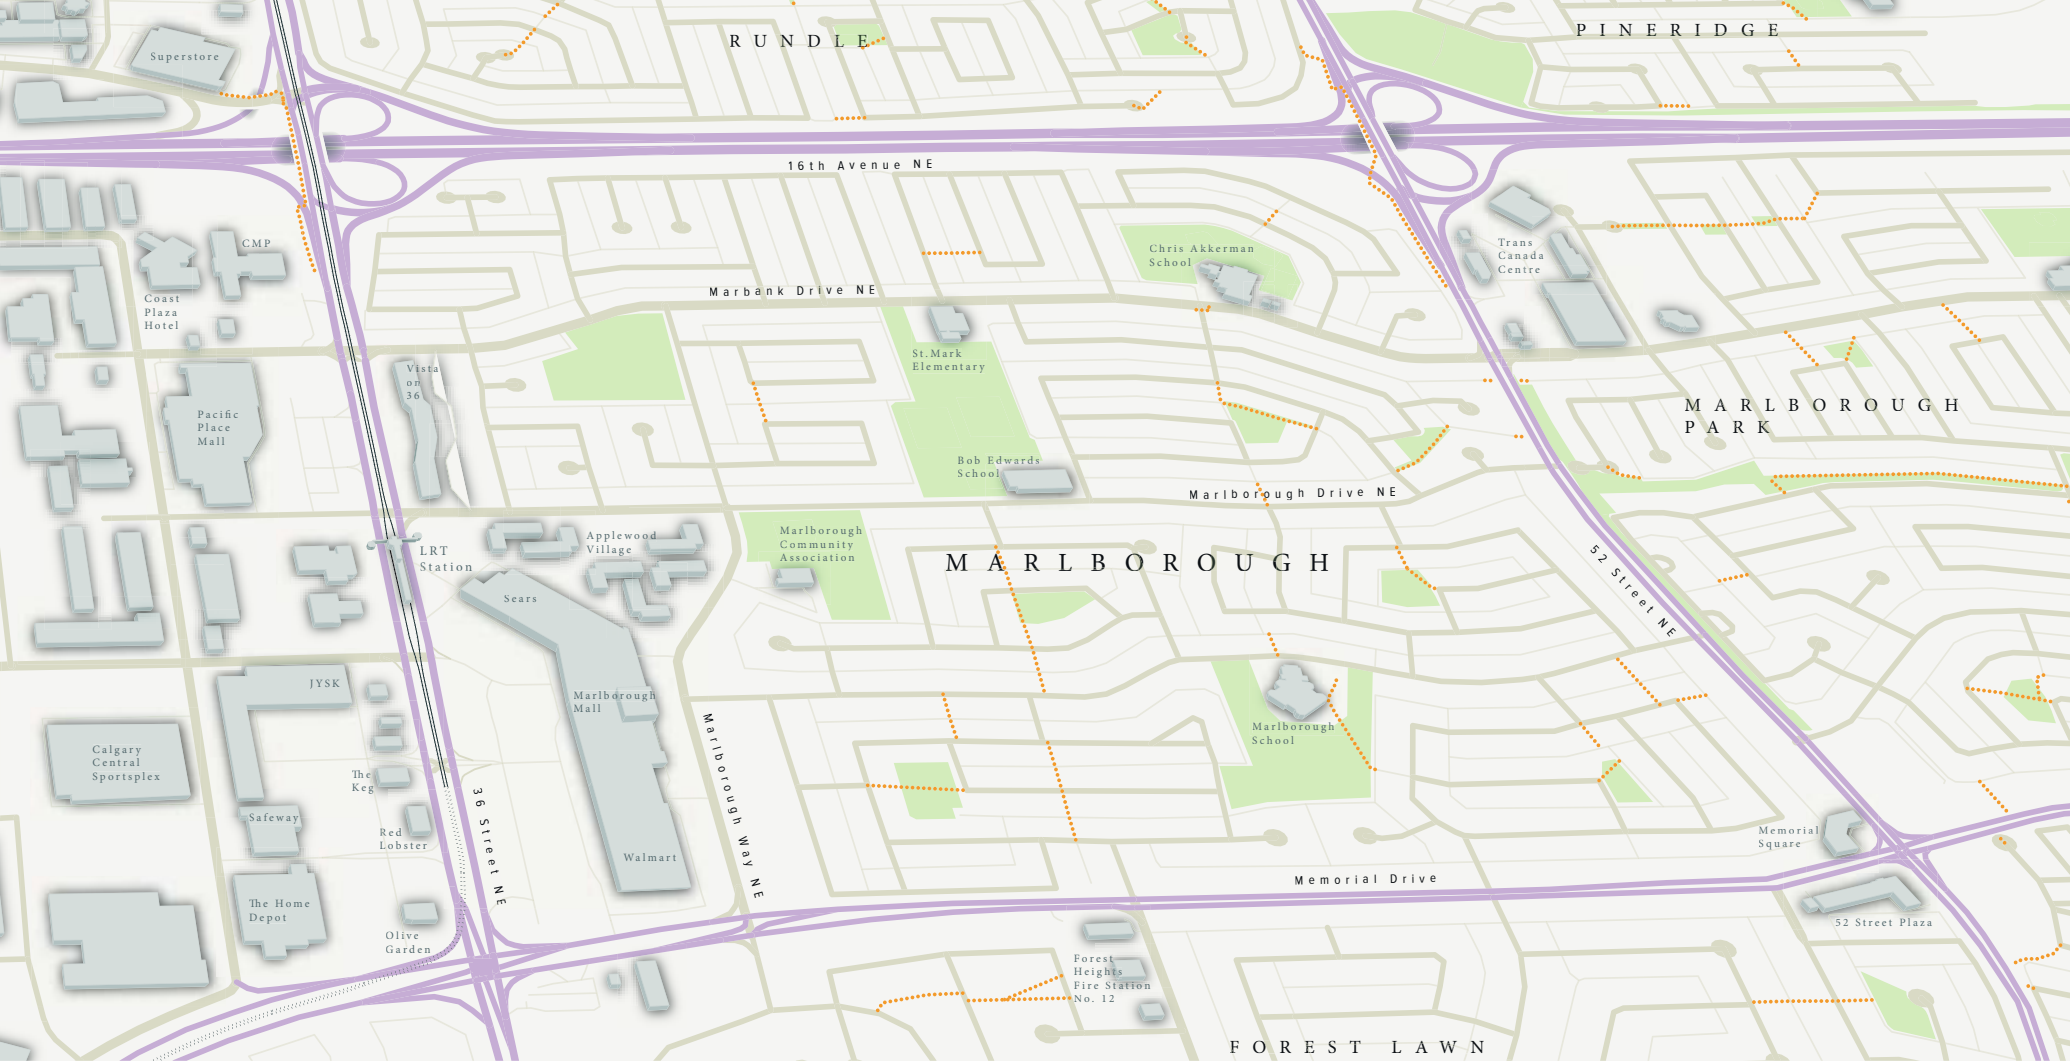 RUNDLE
PINERIDGE
Superstore
16th Avenue NE
CMP
Chris Akkerman
School
Trans
Canada
Centre
Coast
Plaza
Hotel
Marbank Drive NE
St.Mark
Elementary
Vista
on
36
Pacific
Place
Mall
MARLBOROUGH
PARK
Bob Edwards
School
Marlborough Drive NE
Marlborough
Community
Association
Applewood
Village
LRT
Station
MARLBOROUGH
52 Street NE
Sears
JYSK
Marlborough
Mall
Marlborough
School
Calgary
Central
Sportsplex
The
Keg
36 Street NE
Marlborough Way NE
Safeway
Red
Lobster
Walmart
Memorial
Square
Memorial Drive
The Home
Depot
Olive
Garden
52 Street Plaza
Forest
Heights
Fire Station
No. 12
FOREST LAWN